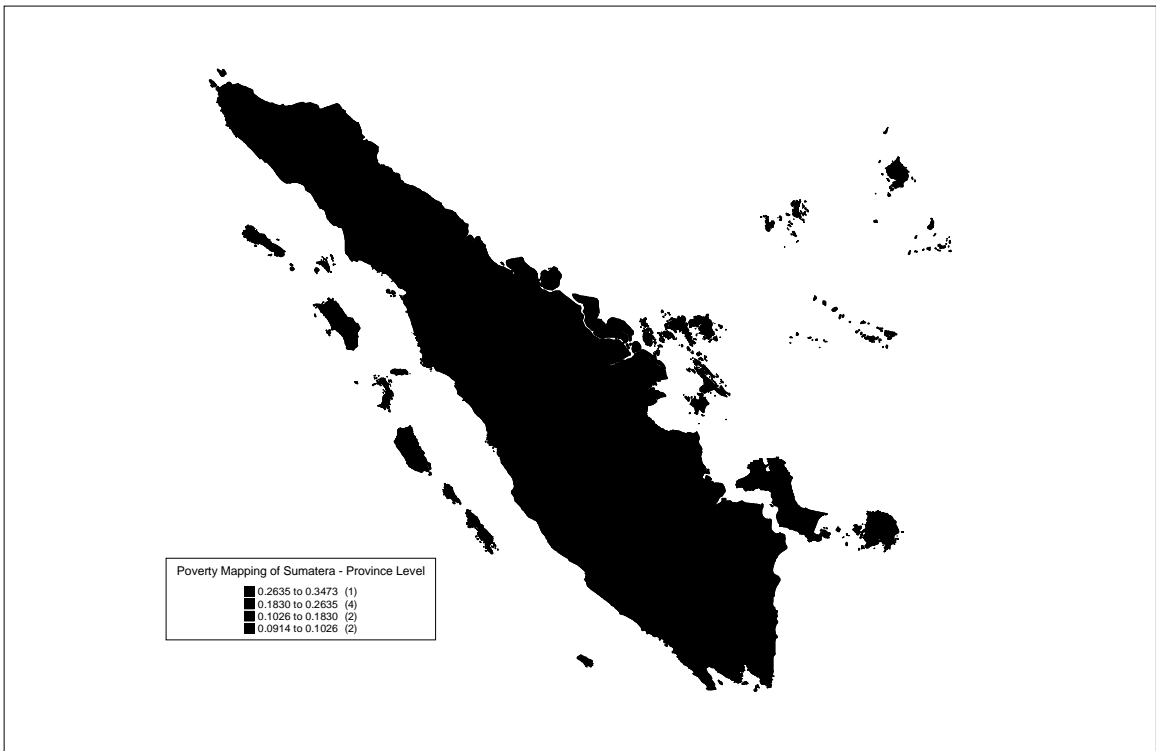 Poverty Mapping of Sumatera - Province Level
0.2635 to 0.3473 (1)
0.1830 to 0.2635 (4)
0.1026 to 0.1830 (2)
0.0914 to 0.1026 (2)